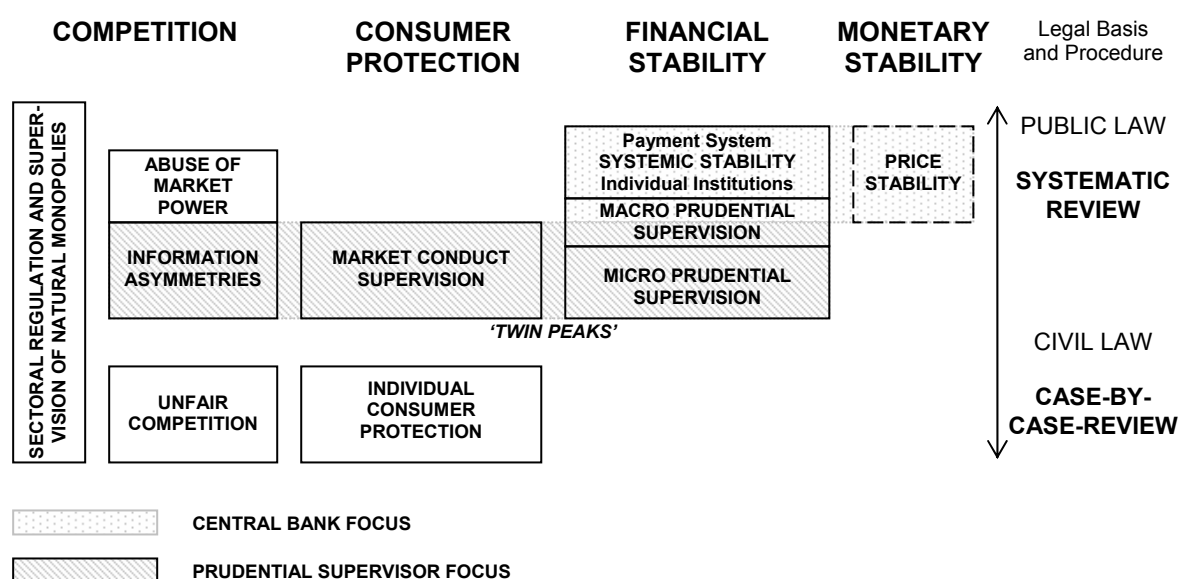 COMPETITION
CONSUMER
PROTECTION
FINANCIAL
STABILITY
MONETARY
STABILITY
Legal Basis
and Procedure
SECTORAL REGULATION AND SUPER-
VISION OF NATURAL MONOPOLIES
ABUSE OF
MARKET
POWER
INFORMATION
ASYMMETRIES
UNFAIR
COMPETITION
MARKET CONDUCT
SUPERVISION
INDIVIDUAL
CONSUMER
PROTECTION
Payment System
SYSTEMIC STABILITY
Individual Institutions
MACRO PRUDENTIAL
SUPERVISION
MICRO PRUDENTIAL
SUPERVISION
'TWIN PEAKS'
PRICE
STABILITY
PUBLIC LAW
SYSTEMATIC
REVIEW
CIVIL LAW
CASE-BY-
CASE-REVIEW
CENTRAL BANK FOCUS
PRUDENTIAL SUPERVISOR FOCUS